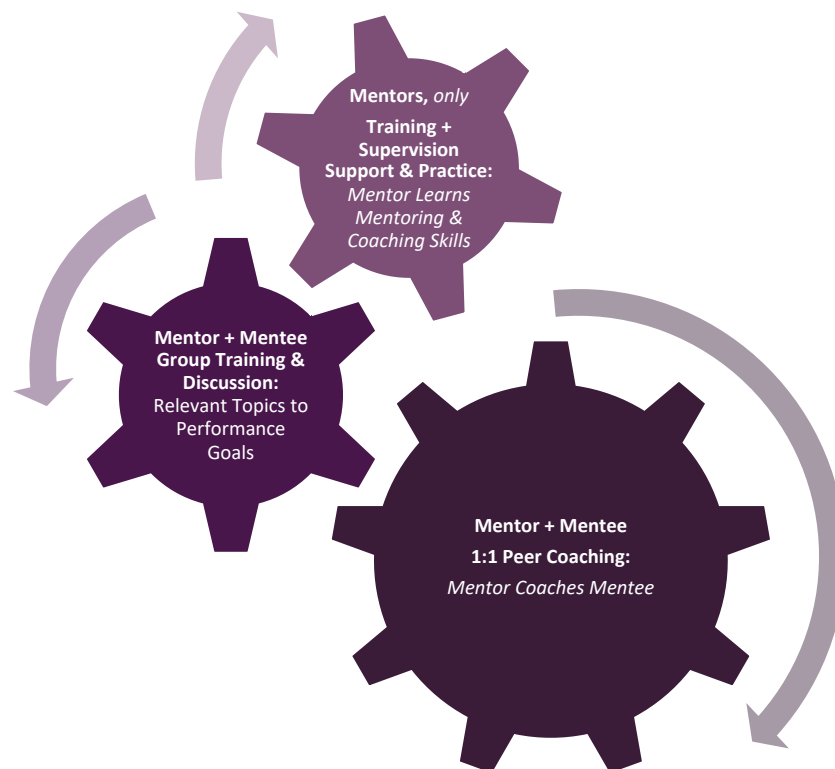 Mentors, only
Training +
Supervision
Support & Practice:
Mentor Learns
Mentoring &
Coaching Skills
Mentor + Mentee
Group Training &
Discussion:
Relevant Topics to
Performance
Goals
Mentor + Mentee
1:1 Peer Coaching:
Mentor Coaches Mentee